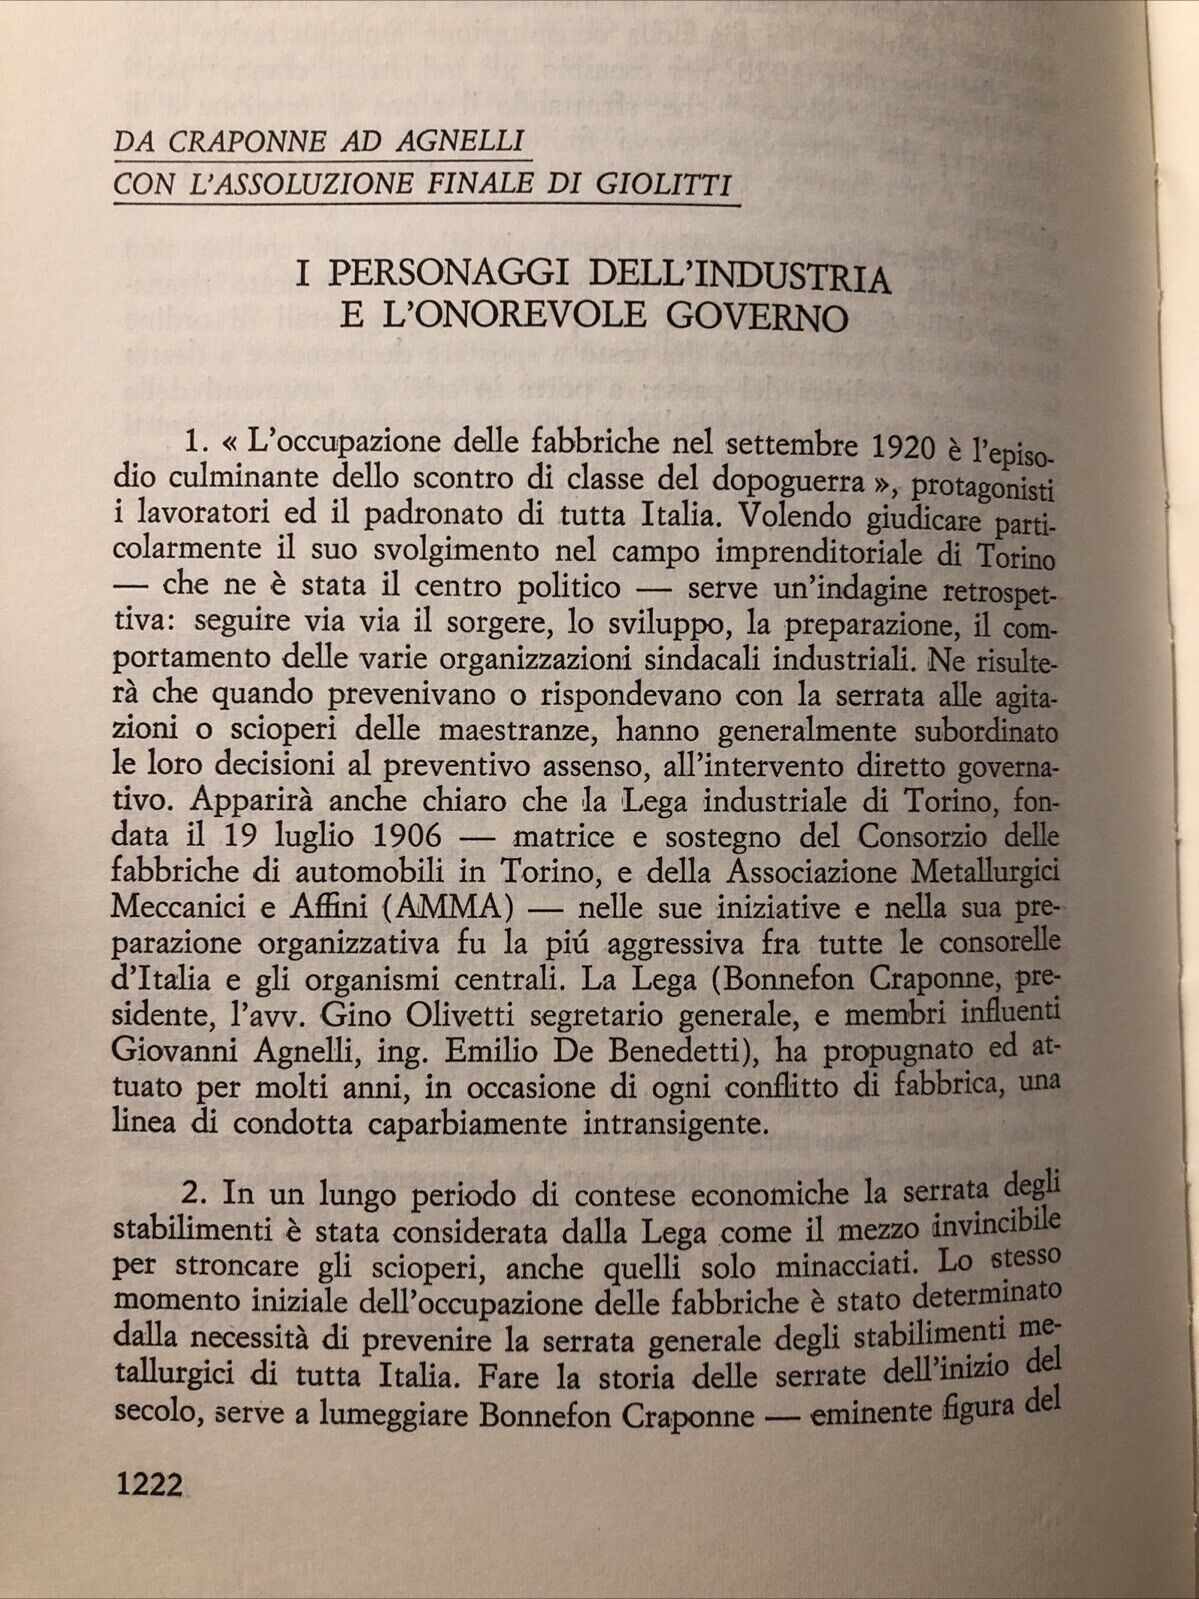 DA CRAPONNE AD AGNELLI
CON L'ASSOLUZIONE FINALE DI GIOLITTI
I PERSONAGGI DELL'INDUSTRIA
E L'ONOREVOLE GOVERNO
1. « L'occupazione delle fabbriche nel settembre 1920 è l'episo-
dio culminante dello scontro di classe del dopoguerra », protagonisti
i lavoratori ed il padronato di tutta Italia. Volendo giudicare parti-
colarmente il suo svolgimento nel campo imprenditoriale di Torino
— che ne è stata il centro politico — serve un'indagine retrospet-
tiva: seguire via via il sorgere, lo sviluppo, la preparazione, il com-
portamento delle varie organizzazioni sindacali industriali. Ne risulte-
rà che quando prevenivano o rispondevano con la serrata alle agita-
zioni o scioperi delle maestranze, hanno generalmente subordinato
le loro decisioni al preventivo assenso, all'intervento diretto governa-
tivo. Apparirà anche chiaro che la Lega industriale di Torino, fon-
data il 19 luglio 1906 — matrice e sostegno del Consorzio delle
fabbriche di automobili in Torino, e della Associazione Metallurgici
Meccanici e Affini (AMMA) — nelle sue iniziative e nella sua pre-
parazione organizzativa fu la piú aggressiva fra tutte le consorelle
d'Italia e gli organismi centrali. La Lega (Bonnefon Craponne, pre-
sidente, l'avv. Gino Olivetti segretario generale, e membri influenti
Giovanni Agnelli, ing. Emilio De Benedetti), ha propugnato ed at-
tuato per molti anni, in occasione di ogni conflitto di fabbrica, una
linea di condotta caparbiamente intransigente.
2. In un lungo periodo di contese economiche la serrata degli
stabilimenti è stata considerata dalla Lega come il mezzo invincibile
per stroncare gli scioperi, anche quelli solo minacciati. Lo stesso
momento iniziale dell'occupazione delle fabbriche è stato determinato
dalla necessità di prevenire la serrata generale degli stabilimenti me-
tallurgici di tutta Italia. Fare la storia delle serrate dell'inizio del
secolo, serve a lumeggiare Bonnefon Craponne — eminente figura del
1222